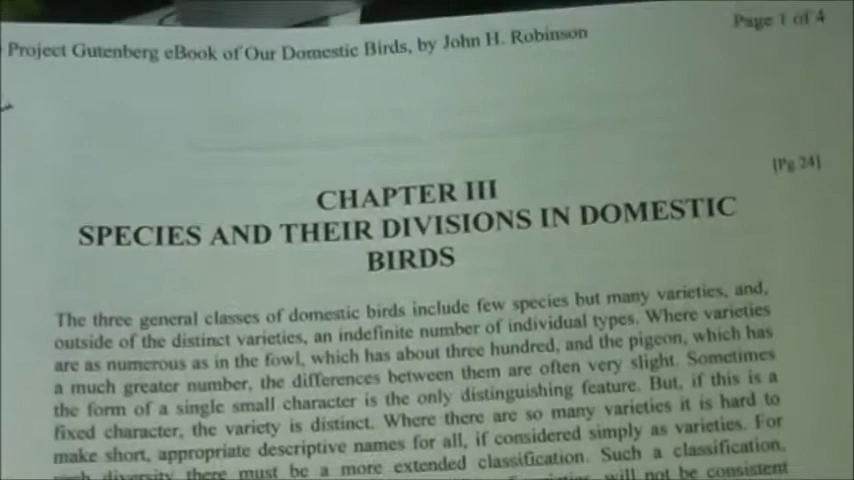 Project Gutenberg eBook of Our Domestic Birds, by John H. Robinson
Page 1 of 4
[Pg 24]
CHAPTER III
SPECIES AND THEIR DIVISIONS IN DOMESTIC
BIRDS
The three general classes of domestic birds include few species but many varieties, and,
outside of the distinct varieties, an indefinite number of individual types. Where varieties
are as numerous as in the fowl, which has about three hundred, and the pigeon, which has
a much greater number, the differences between them are often very slight. Sometimes
the form of a single small character is the only distinguishing feature. But, if this is a
fixed character, the variety is distinct. Where there are so many varieties it is hard to
make short, appropriate descriptive names for all, if considered simply as varieties. For
such diversity there must be a more extended classification. Such a classification,
will not be consistent